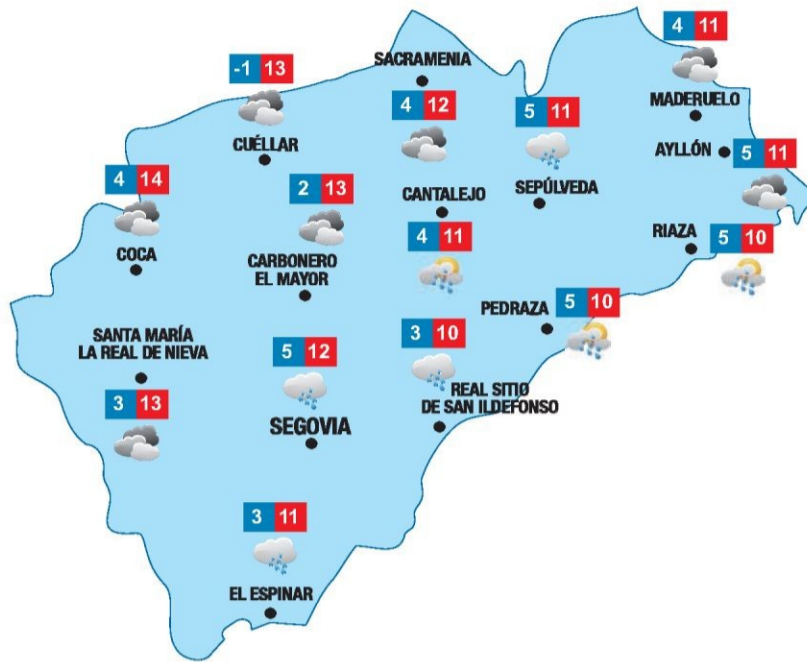 4 11
MADERUELO
SACRAMENIA
-1 13
4 12
5 11
CUÉLLAR
AYLLÓN
5 11
4 14
2 13
CANTALEJO
SEPÚLVEDA
COCA
CARBONERO
EL MAYOR
4 11
RIAZA
5 10
SANTA MARÍA
LA REAL DE NIEVA
5 12
3 10
PEDRAZA
5 10
3 13
SEGOVIA
REAL SITIO
DE SAN ILDEFONSO
3 11
EL ESPINAR